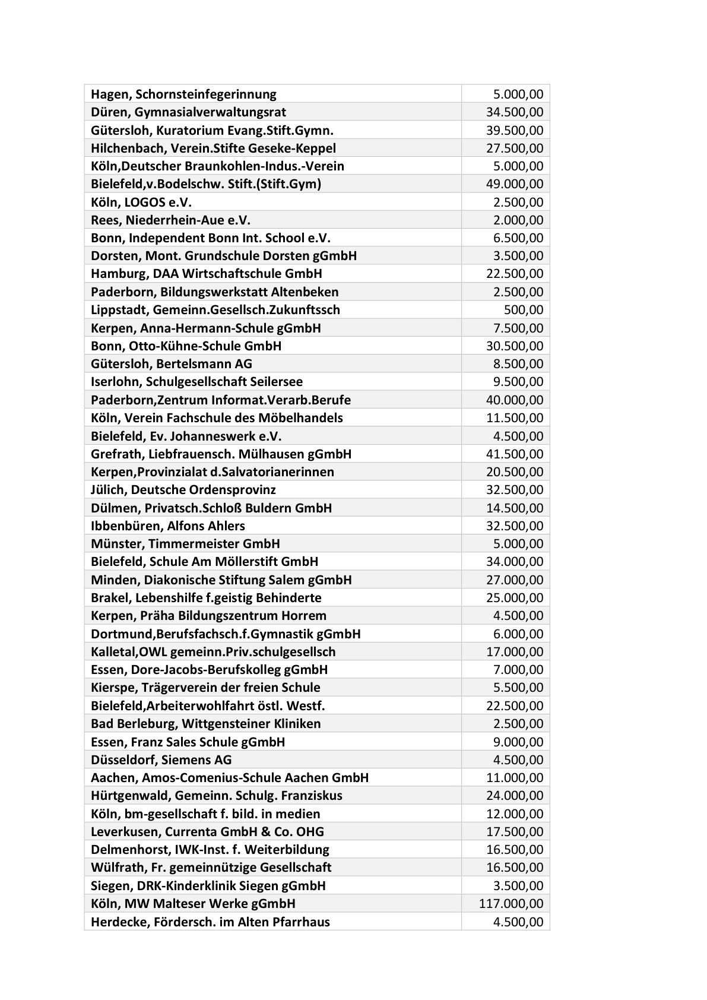 Hagen, Schornsteinfegerinnung 5.000,00
Düren, Gymnasialverwaltungsrat 34.500,00
Gütersloh, Kuratorium Evang.Stift.Gymn. 39.500,00
Hilchenbach, Verein.Stifte Geseke-Keppel 27.500,00
Köln,Deutscher Braunkohlen-Indus.-Verein 5.000,00
Bielefeld,v.Bodelschw. Stift.(Stift.Gym) 49.000,00
Köln, LOGOS e.V. 2.500,00
Rees, Niederrhein-Aue e.V. 2.000,00
Bonn, Independent Bonn Int. School e.V. 6.500,00
Dorsten, Mont. Grundschule Dorsten gGmbH 3.500,00
Hamburg, DAA Wirtschaftschule GmbH 22.500,00
Paderborn, Bildungswerkstatt Altenbeken 2.500,00
Lippstadt, Gemeinn.Gesellsch.Zukunftssch 500,00
Kerpen, Anna-Hermann-Schule gGmbH 7.500,00
Bonn, Otto-Kühne-Schule GmbH 30.500,00
Gütersloh, Bertelsmann AG 8.500,00
Iserlohn, Schulgesellschaft Seilersee 9.500,00
Paderborn,Zentrum Informat.Verarb.Berufe 40.000,00
Köln, Verein Fachschule des Möbelhandels 11.500,00
Bielefeld, Ev. Johanneswerk e.V. 4.500,00
Grefrath, Liebfrauensch. Mülhausen gGmbH 41.500,00
Kerpen,Provinzialat d.Salvatorianerinnen 20.500,00
Jülich, Deutsche Ordensprovinz 32.500,00
Dülmen, Privatsch.Schloß Buldern GmbH 14.500,00
Ibbenbüren, Alfons Ahlers 32.500,00
Münster, Timmermeister GmbH 5.000,00
Bielefeld, Schule Am Möllerstift GmbH 34.000,00
Minden, Diakonische Stiftung Salem gGmbH 27.000,00
Brakel, Lebenshilfe f.geistig Behinderte 25.000,00
Kerpen, Präha Bildungszentrum Horrem 4.500,00
Dortmund,Berufsfachsch.f.Gymnastik gGmbH 6.000,00
Kalletal,OWL gemeinn.Priv.schulgesellsch 17.000,00
Essen, Dore-Jacobs-Berufskolleg gGmbH 7.000,00
Kierspe, Trägerverein der freien Schule 5.500,00
Bielefeld,Arbeiterwohlfahrt östl. Westf. 22.500,00
Bad Berleburg, Wittgensteiner Kliniken 2.500,00
Essen, Franz Sales Schule gGmbH 9.000,00
Düsseldorf, Siemens AG 4.500,00
Aachen, Amos-Comenius-Schule Aachen GmbH 11.000,00
Hürtgenwald, Gemeinn. Schulg. Franziskus 24.000,00
Köln, bm-gesellschaft f. bild. in medien 12.000,00
Leverkusen, Currenta GmbH & Co. OHG 17.500,00
Delmenhorst, IWK-Inst. f. Weiterbildung 16.500,00
Wülfrath, Fr. gemeinnützige Gesellschaft 16.500,00
Siegen, DRK-Kinderklinik Siegen gGmbH 3.500,00
Köln, MW Malteser Werke gGmbH 117.000,00
Herdecke, Fördersch. im Alten Pfarrhaus 4.500,00